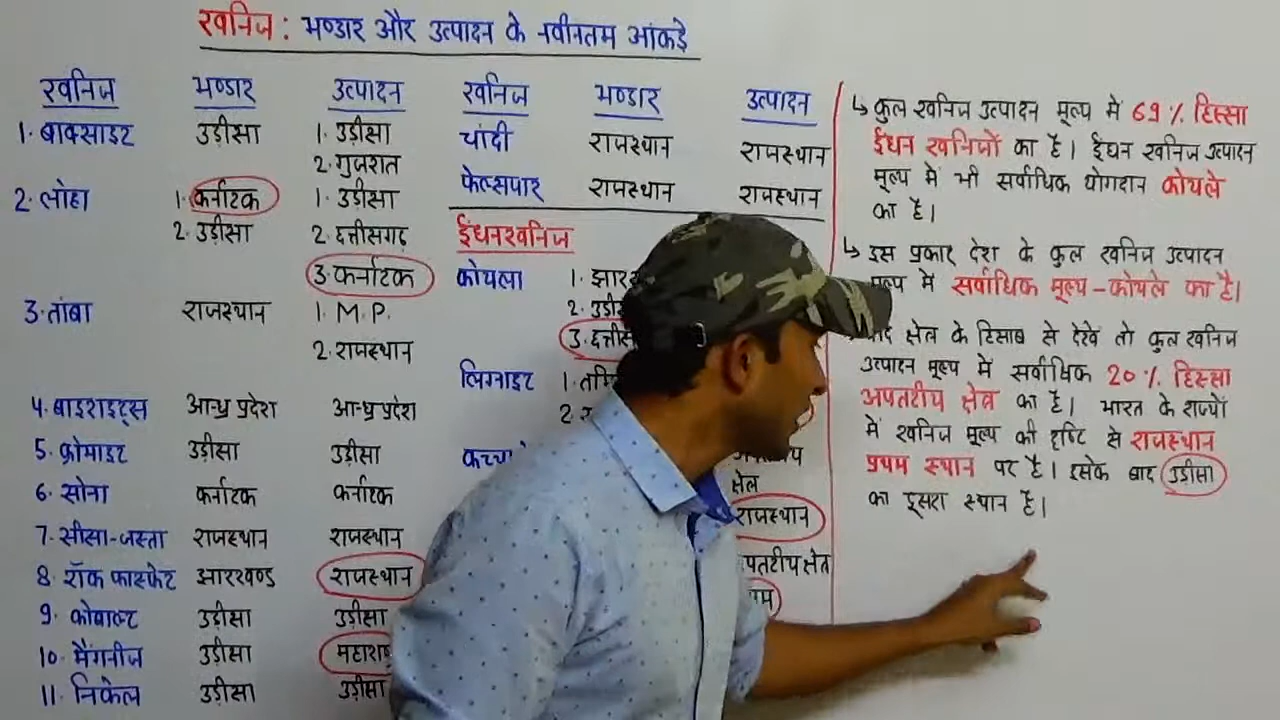 खनिज : भण्डार और उत्पादन के नवीनतम आंकड़े
खनिज भण्डार उत्पादन
1. बाक्साइट उड़ीसा 1. उड़ीसा
2. गुजरात
2. लोहा 1. कर्नाटक 1. उड़ीसा
2. उड़ीसा 2. छत्तीसगढ़
3. कर्नाटक
3. तांबा राजस्थान 1. M.P.
2. राजस्थान
4. बाइराइट्स आन्ध्र प्रदेश आन्ध्र प्रदेश
5. क्रोमाइट उड़ीसा उड़ीसा
6. सोना कर्नाटक कर्नाटक
7. सीसा-जस्ता राजस्थान राजस्थान
8. रॉक फास्फेट झारखण्ड राजस्थान
9. कोबाल्ट उड़ीसा उड़ीसा
10. मैंगनीज उड़ीसा
11. निकेल उड़ीसा उड़ीसा
खनिज भण्डार उत्पादन
चांदी राजस्थान राजस्थान
फेल्सपार राजस्थान राजस्थान
ईंधनखनिज
कोयला 1.
2.
3.
लिग्नाइट 1.
2.
क्षेत्र
राजस्थान
↳ कुल खनिज उत्पादन मूल्य में 69% हिस्सा
ईंधन खनिजों का है। ईंधन खनिज उत्पादन
मूल्य में भी सर्वाधिक योगदान कोयले
का है।
↳ इस प्रकार देश के कुल खनिज उत्पादन
मूल्य में सर्वाधिक मूल्य - कोयले का है।
क्षेत्र के हिसाब से देखे तो कुल खनिज
उत्पादन मूल्य में सर्वाधिक 20% हिस्सा
अपतटीय क्षेत्र का है। भारत के राज्यों
में खनिज मूल्य की दृष्टि से राजस्थान
प्रथम स्थान पर है। इसके बाद उड़ीसा
का दूसरा स्थान है।